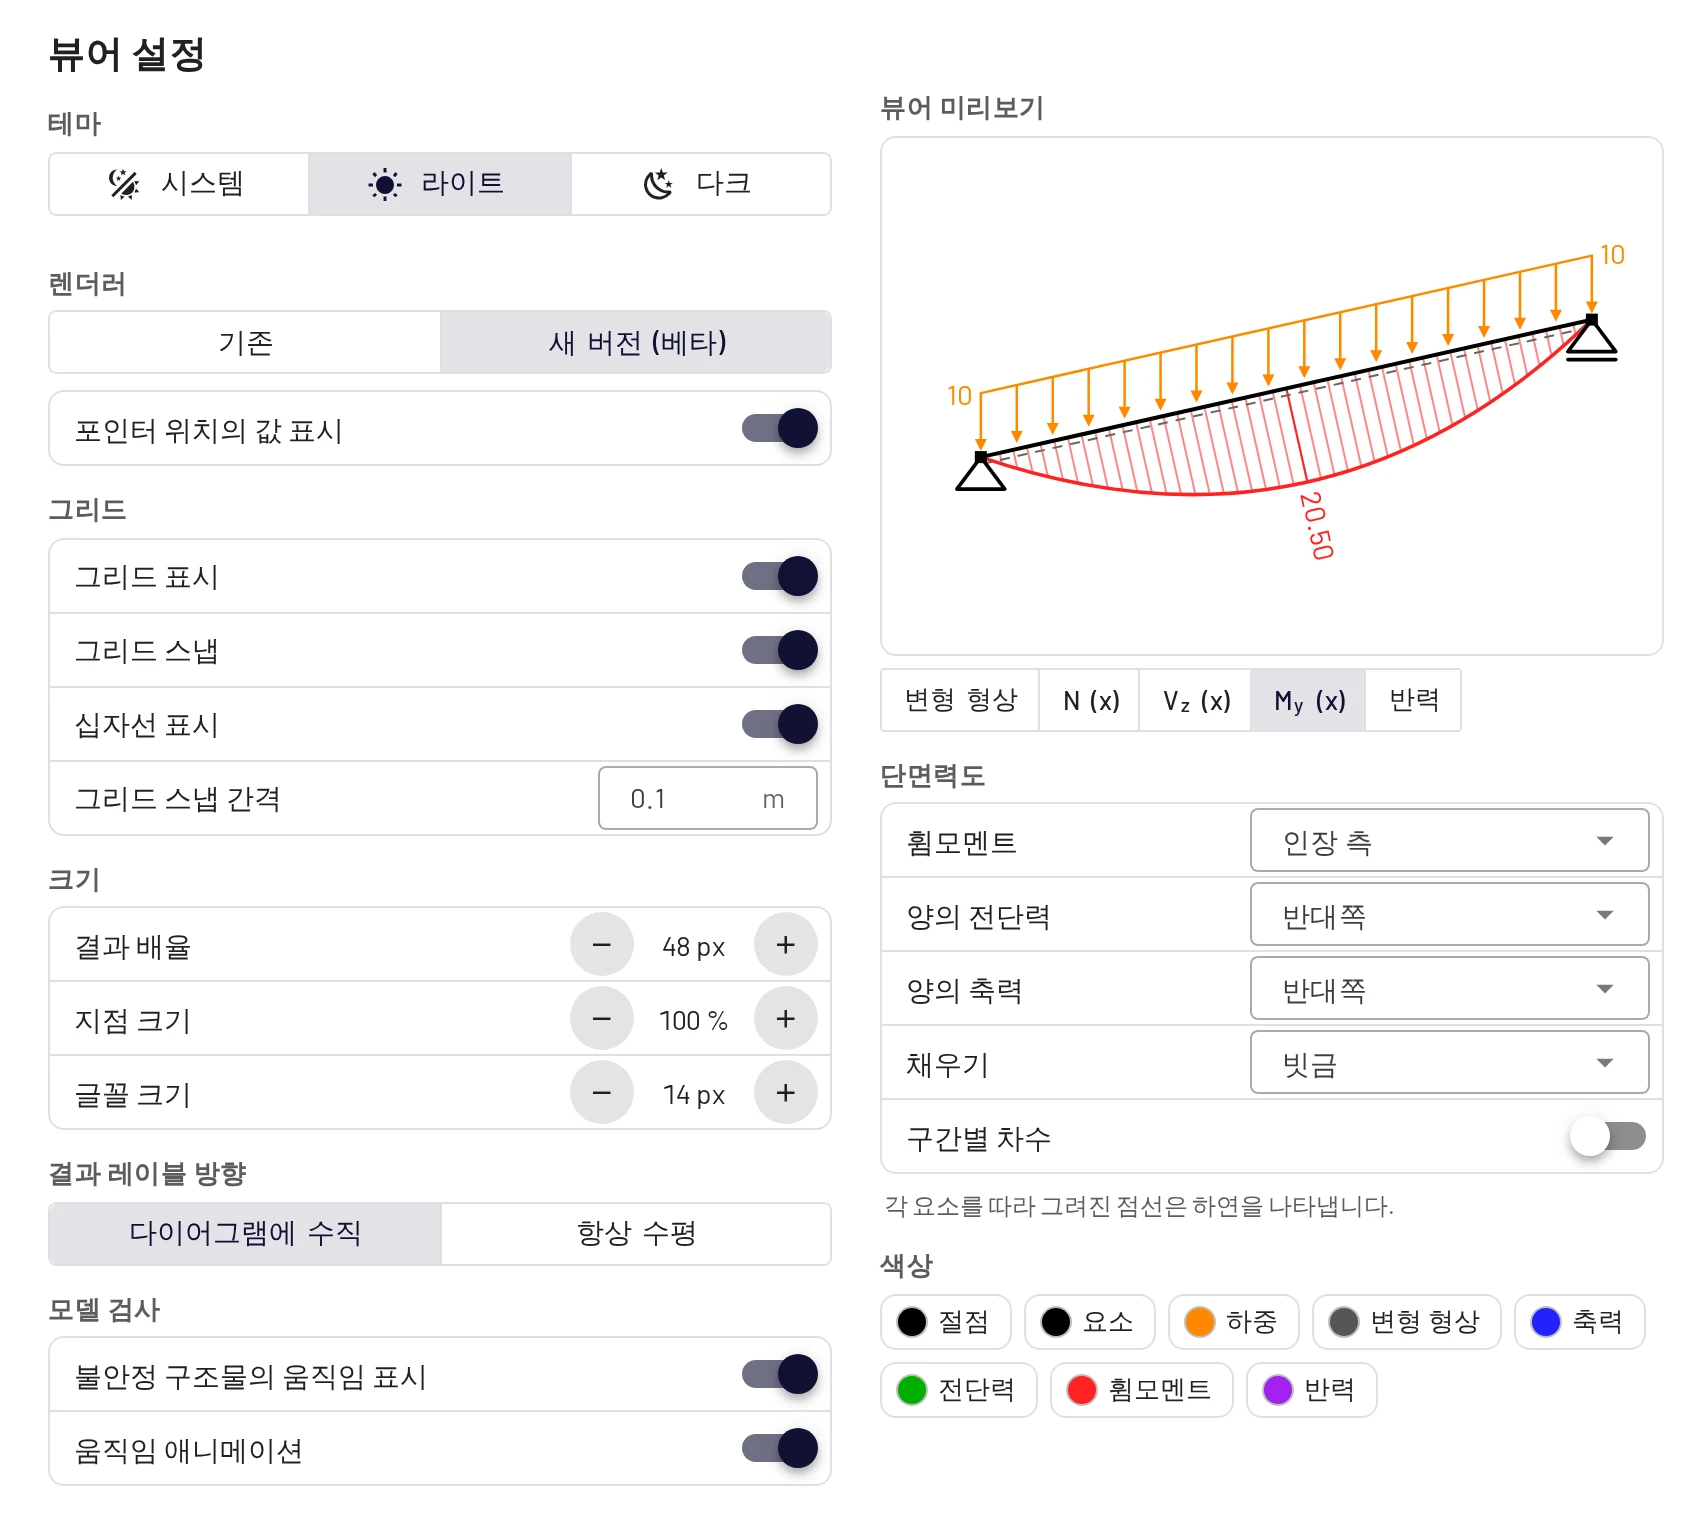 뷰어 설정
테마
시스템
라이트
다크
렌더러
기존
새 버전 (베타)
포인터 위치의 값 표시
그리드
그리드 표시
그리드 스냅
십자선 표시
그리드 스냅 간격
0.1 m
크기
결과 배율
− 48 px +
지점 크기
− 100 % +
글꼴 크기
− 14 px +
결과 레이블 방향
다이어그램에 수직
항상 수평
모델 검사
불안정 구조물의 움직임 표시
움직임 애니메이션
뷰어 미리보기
10
10
20.50
변형 형상
N (x)
Vz (x)
My (x)
반력
단면력도
휨모멘트
인장 측
양의 전단력
반대쪽
양의 축력
반대쪽
채우기
빗금
구간별 차수
각 요소를 따라 그려진 점선은 하연을 나타냅니다.
색상
절점
요소
하중
변형 형상
축력
전단력
휨모멘트
반력